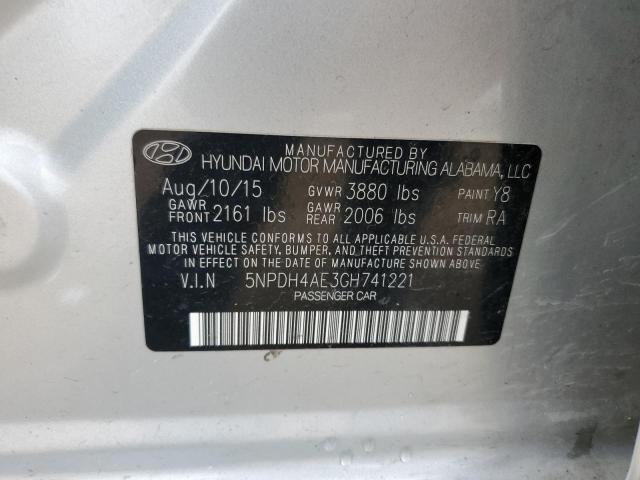 MANUFACTURED BY
HYUNDAI MOTOR MANUFACTURING ALABAMA, LLC
Aug/10/15 GVWR 3880 lbs PAINT Y8
GAWR FRONT 2161 lbs GAWR REAR 2006 lbs TRIM RA
THIS VEHICLE CONFORMS TO ALL APPLICABLE U.S.A. FEDERAL
MOTOR VEHICLE SAFETY, BUMPER, AND THEFT PREVENTION STANDARDS
IN EFFECT ON THE DATE OF MANUFACTURE SHOWN ABOVE.
V.I.N 5NPDH4AE3GH741221
PASSENGER CAR